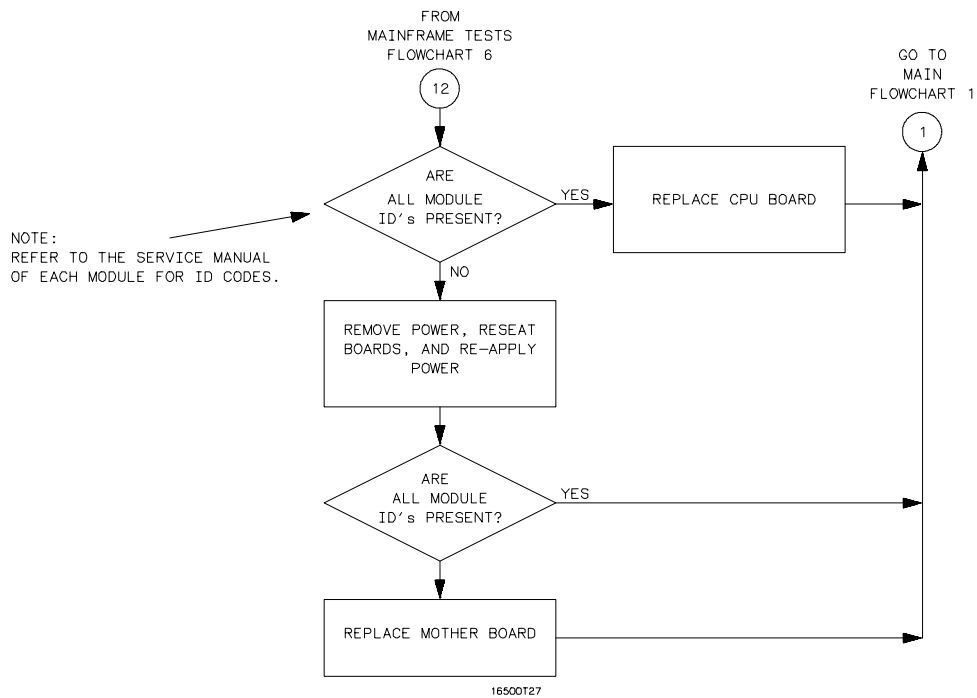 FROM
MAINFRAME TESTS
FLOWCHART 6
12
GO TO
MAIN
FLOWCHART 1
1
ARE
ALL MODULE
ID's PRESENT?
YES
REPLACE CPU BOARD
NOTE:
REFER TO THE SERVICE MANUAL
OF EACH MODULE FOR ID CODES.
NO
REMOVE POWER, RESEAT
BOARDS, AND RE-APPLY
POWER
ARE
ALL MODULE
ID's PRESENT?
YES
REPLACE MOTHER BOARD
16500T27